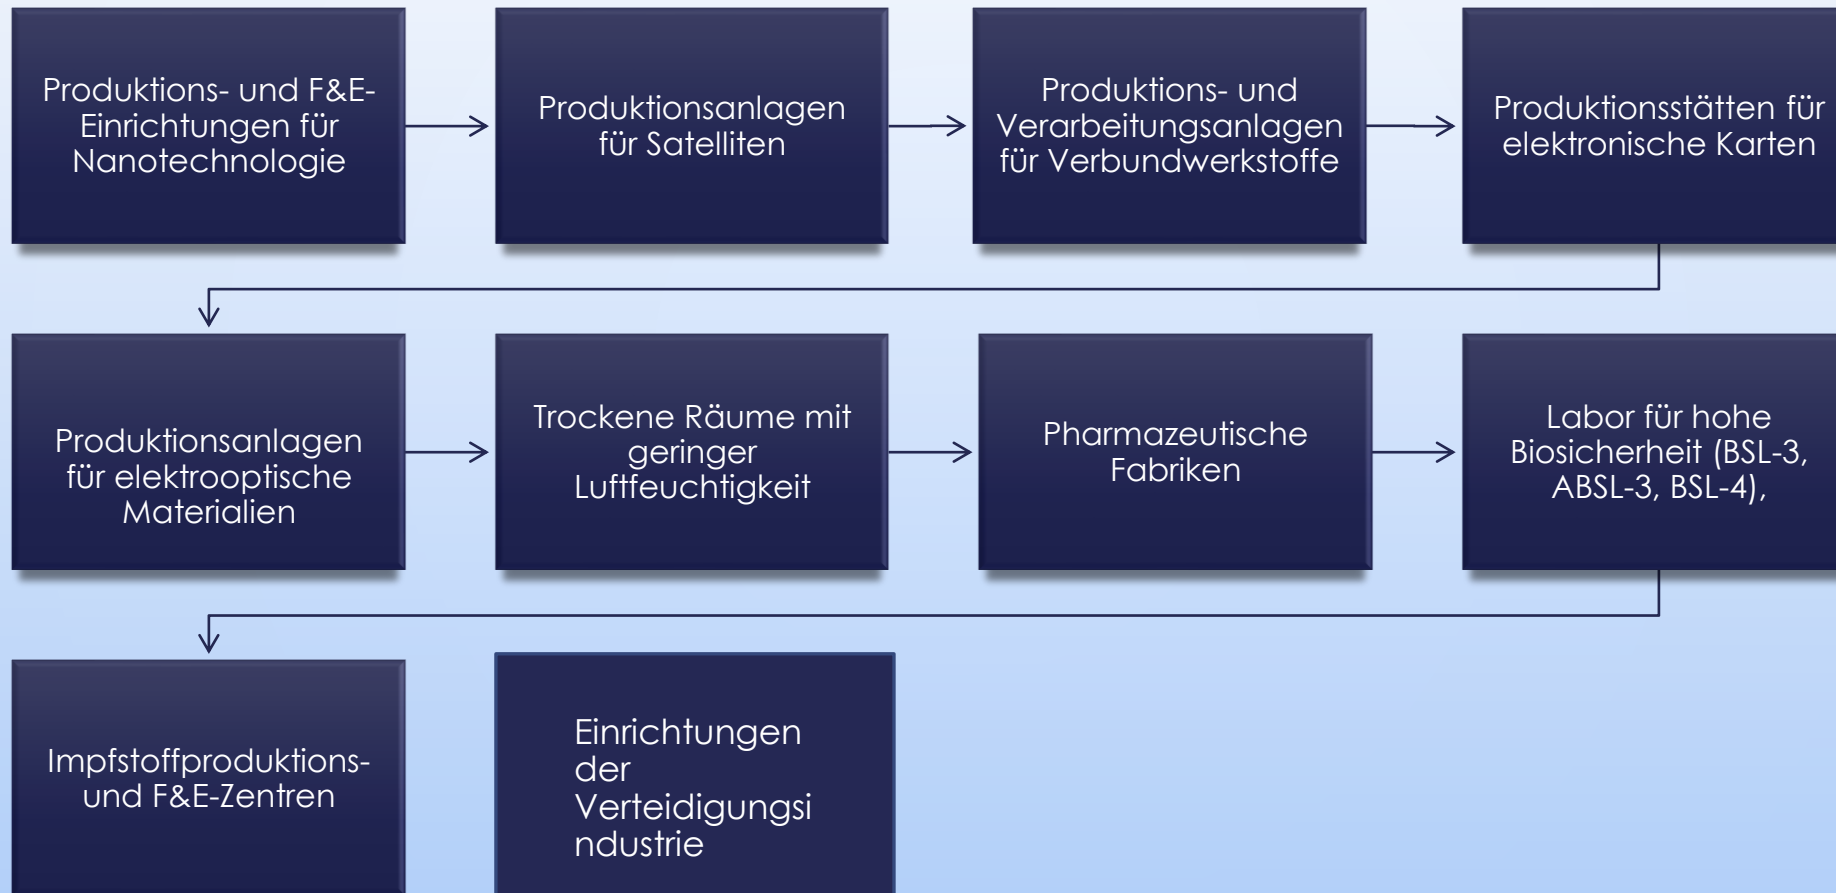 Produktions- und F&E-
Einrichtungen für
Nanotechnologie
Produktionsanlagen
für Satelliten
Produktions- und
Verarbeitungsanlagen
für Verbundwerkstoffe
Produktionsstätten für
elektronische Karten
Produktionsanlagen
für elektrooptische
Materialien
Trockene Räume mit
geringer
Luftfeuchtigkeit
Pharmazeutische
Fabriken
Labor für hohe
Biosicherheit (BSL-3,
ABSL-3, BSL-4),
Impfstoffproduktions-
und F&E-Zentren
Einrichtungen
der
Verteidigungsi
ndustrie